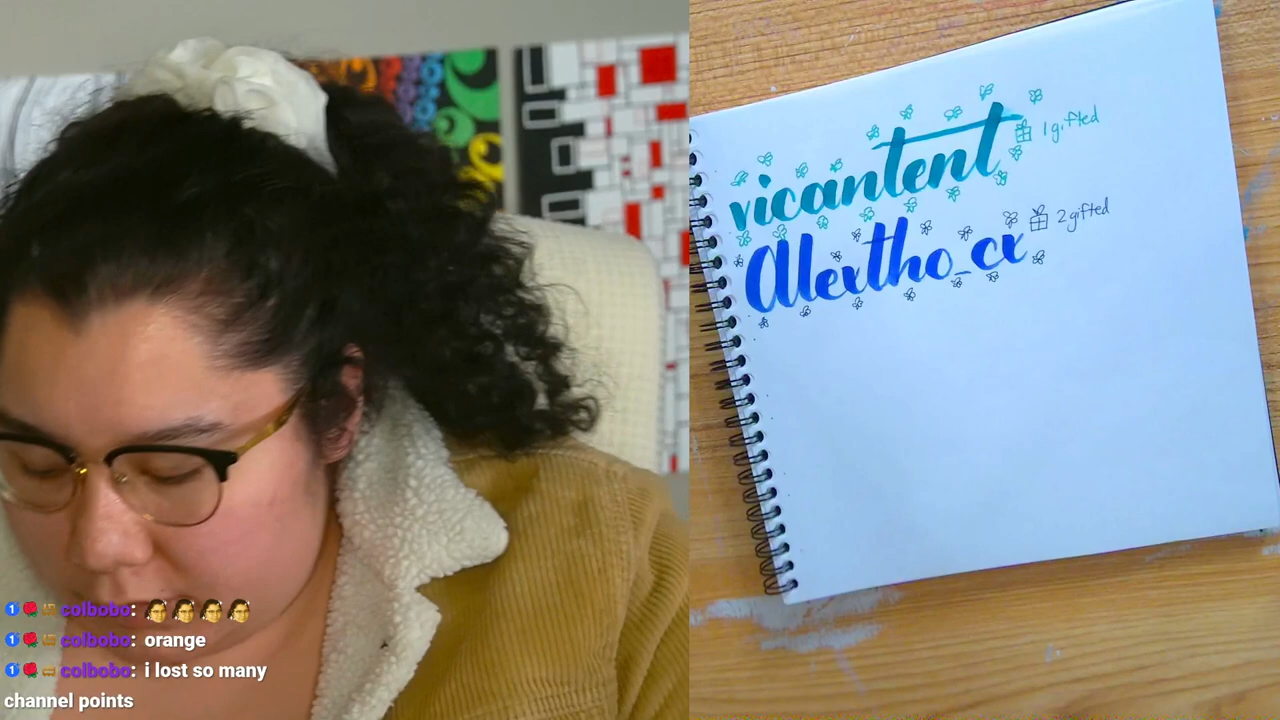 colbobo:
colbobo: orange
colbobo: i lost so many
channel points
vicantent 1 gifted
Alextho_cx 2 gifted